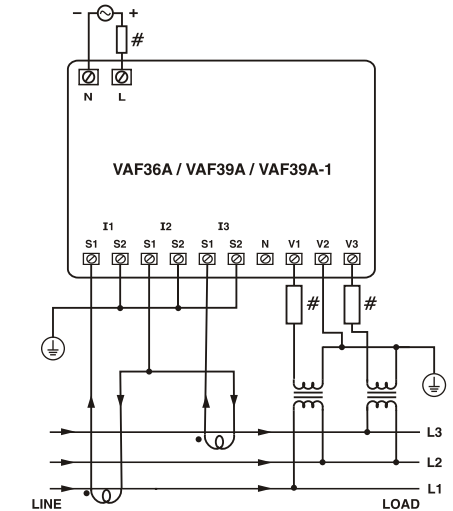 − ~ +
#
N L
VAF36A / VAF39A / VAF39A-1
I1 I2 I3
S1 S2 S1 S2 S1 S2 N V1 V2 V3
# #
L3
L2
L1
LINE LOAD